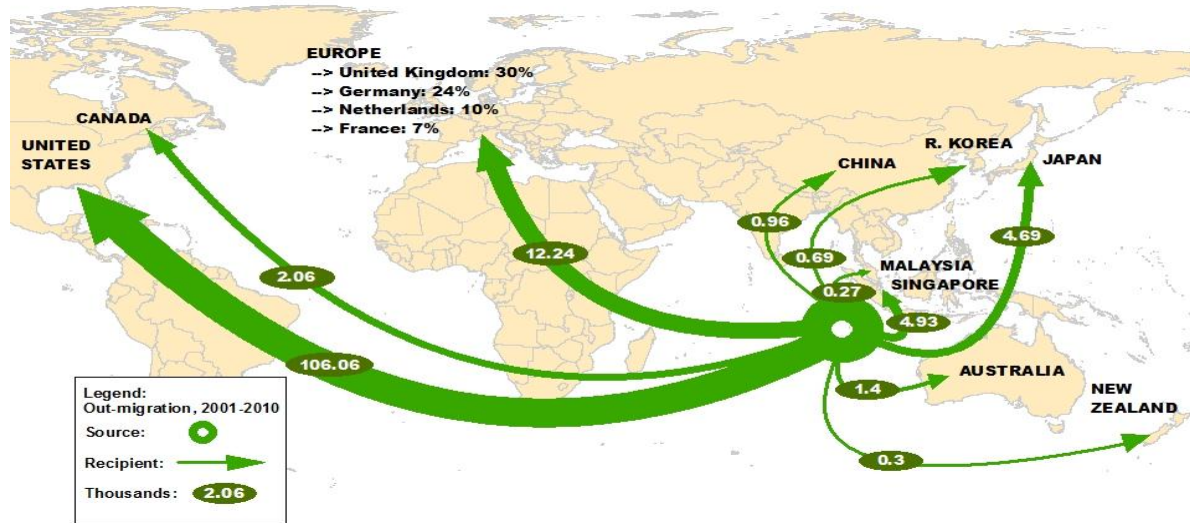 EUROPE
--> United Kingdom: 30%
--> Germany: 24%
--> Netherlands: 10%
--> France: 7%
CANADA
UNITED
STATES
R. KOREA
CHINA
JAPAN
0.96
0.69
4.69
12.24
2.06
MALAYSIA
SINGAPORE
0.27
4.93
106.06
1.4
AUSTRALIA
NEW
ZEALAND
0.3
Legend:
Out-migration, 2001-2010
Source:
Recipient:
Thousands: 2.06